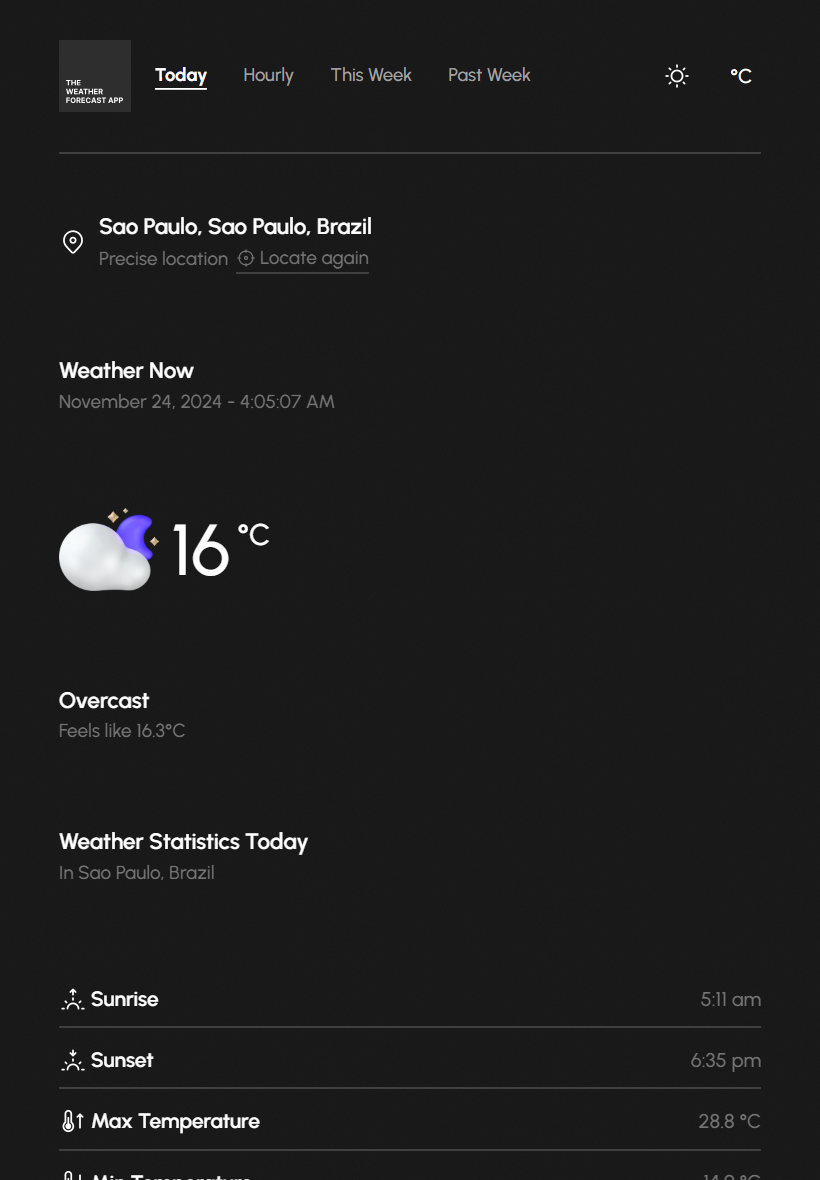 THE
WEATHER
FORECAST APP
Today Hourly This Week Past Week °C
Sao Paulo, Sao Paulo, Brazil
Precise location Locate again
Weather Now
November 24, 2024 - 4:05:07 AM
16 °C
Overcast
Feels like 16.3°C
Weather Statistics Today
In Sao Paulo, Brazil
Sunrise 5:11 am
Sunset 6:35 pm
Max Temperature 28.8 °C
Min Temperature